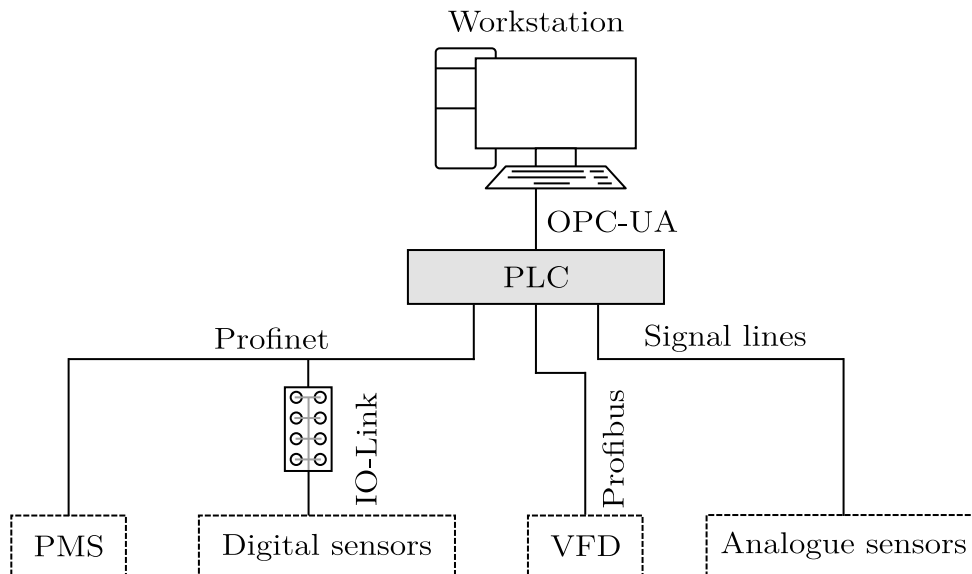 Workstation
OPC-UA
PLC
Profinet
Signal lines
IO-Link
Profibus
PMS
Digital sensors
VFD
Analogue sensors